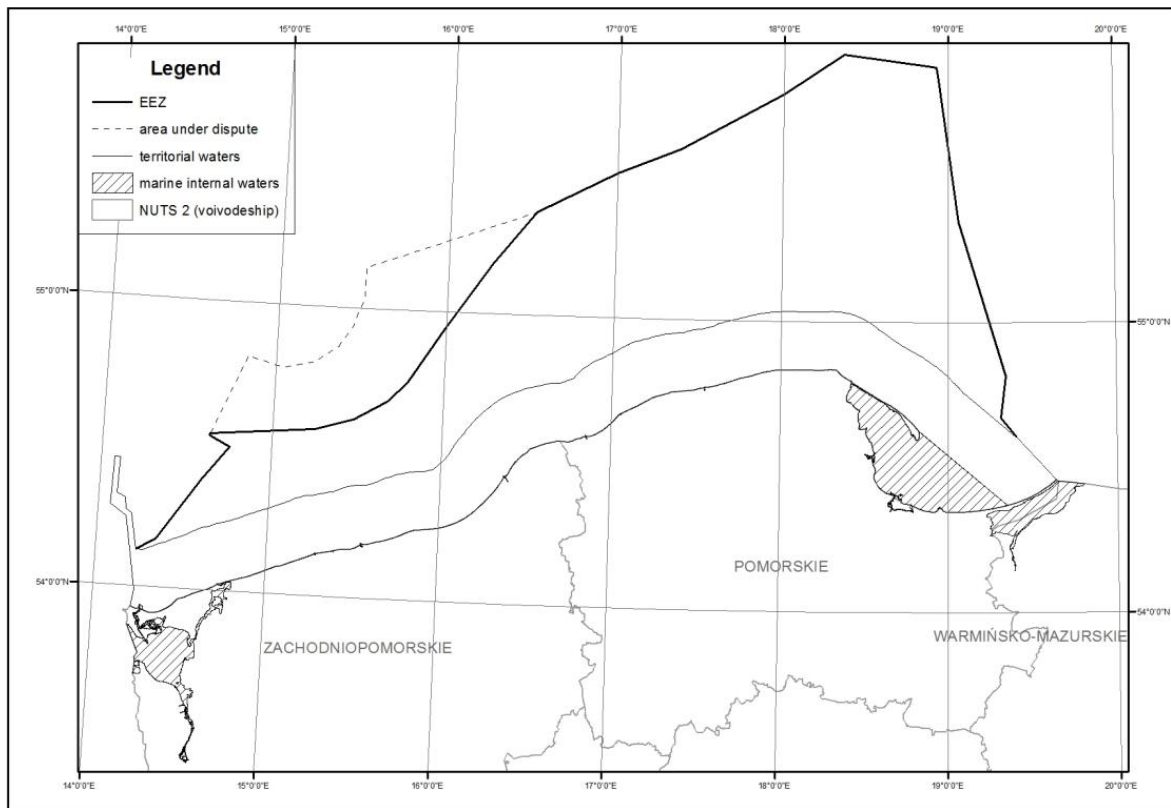 14°0'0"E 15°0'0"E 16°0'0"E 17°0'0"E 18°0'0"E 19°0'0"E 20°0'0"E
Legend
EEZ
area under dispute
territorial waters
marine internal waters
NUTS 2 (voivodeship)
55°0'0"N
55°0'0"N
54°0'0"N
54°0'0"N
POMORSKIE
WARMIŃSKO-MAZURSKIE
ZACHODNIOPOMORSKIE
14°0'0"E 15°0'0"E 16°0'0"E 17°0'0"E 18°0'0"E 19°0'0"E 20°0'0"E